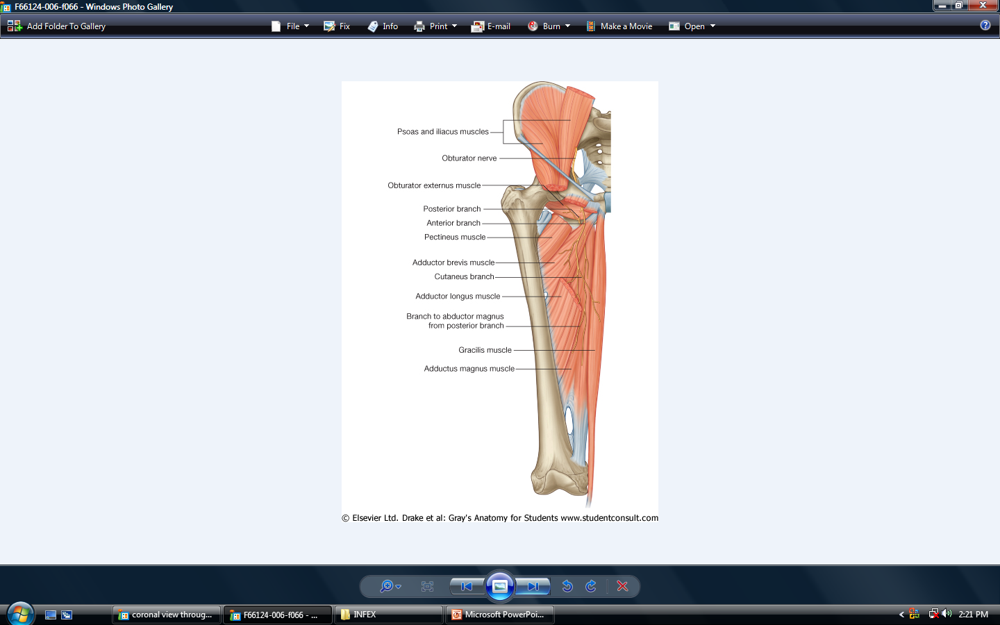 F66124-006-f066 - Windows Photo Gallery
Add Folder To Gallery File Fix Info Print E-mail Burn Make a Movie Open
Psoas and iliacus muscles
Obturator nerve
Obturator externus muscle
Posterior branch
Anterior branch
Pectineus muscle
Adductor brevis muscle
Cutaneus branch
Adductor longus muscle
Branch to abductor magnus
from posterior branch
Gracilis muscle
Adductus magnus muscle
© Elsevier Ltd. Drake et al: Gray's Anatomy for Students www.studentconsult.com
coronal view throug... F66124-006-f066 - ... INFEX Microsoft PowerPoi... 2:21 PM